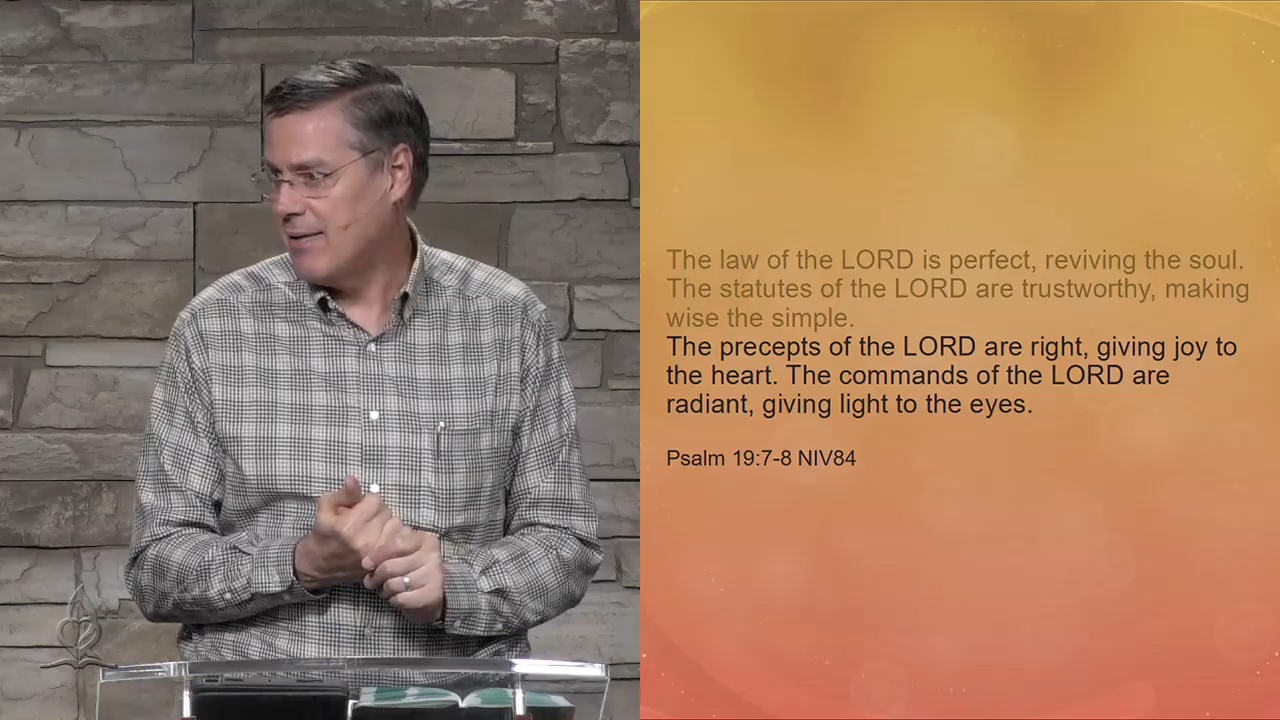 The law of the LORD is perfect, reviving the soul.
The statutes of the LORD are trustworthy, making
wise the simple.
The precepts of the LORD are right, giving joy to
the heart. The commands of the LORD are
radiant, giving light to the eyes.
Psalm 19:7-8 NIV84